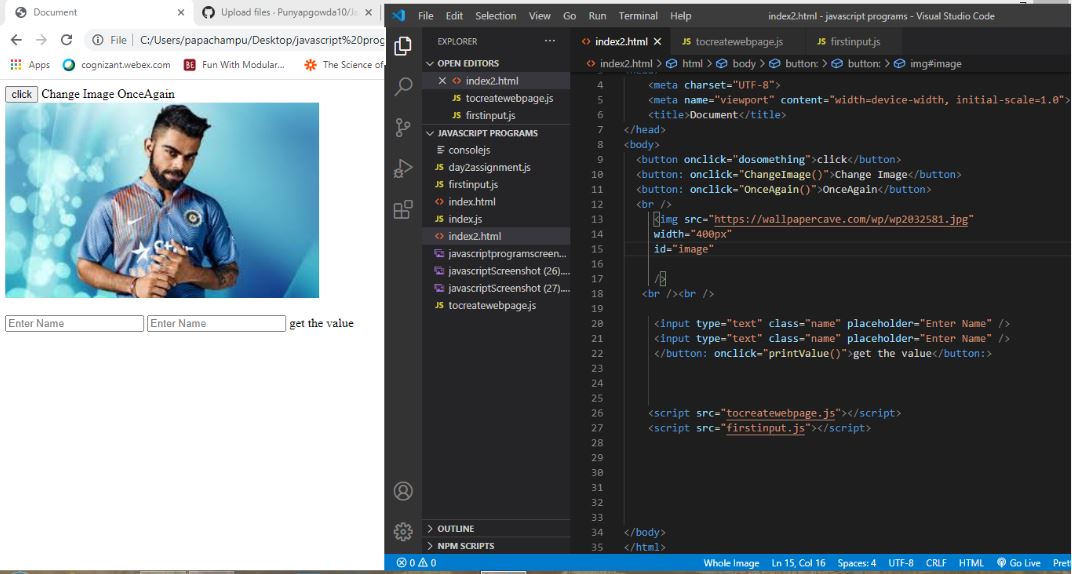 Document
Upload files · Punyapgowda10/Ja
File
C:/Users/papachampu/Desktop/javascript%20prog
Apps
cognizant.webex.com
Fun With Modular...
The Science of
click
Change Image OnceAgain
STAR
Enter Name
Enter Name
get the value
File Edit Selection View Go Run Terminal Help
index2.html - javascript programs - Visual Studio Code
EXPLORER
OPEN EDITORS
index2.html
JS tocreatewebpage.js
JS firstinput.js
JAVASCRIPT PROGRAMS
consolejs
JS day2assignment.js
JS firstinput.js
index.html
JS index.js
index2.html
javascriptprogramscreen...
javascriptScreenshot (26)....
javascriptScreenshot (27)....
JS tocreatewebpage.js
OUTLINE
NPM SCRIPTS
index2.html
JS tocreatewebpage.js
JS firstinput.js
index2.html > html > body > button: > button: > img#image
4 <meta charset="UTF-8">
5 <meta name="viewport" content="width=device-width, initial-scale=1.0">
6 <title>Document</title>
7 </head>
8 <body>
9 <button onclick="dosomething">click</button>
10 <button: onclick="ChangeImage()">Change Image</button>
11 <button: onclick="OnceAgain()">OnceAgain</button>
12 <br />
13 <img src="https://wallpapercave.com/wp/wp2032581.jpg"
14 width="400px"
15 id="image"
16
17 />
18 <br /><br />
19
20 <input type="text" class="name" placeholder="Enter Name" />
21 <input type="text" class="name" placeholder="Enter Name" />
22 </button: onclick="printValue()">get the value</button:>
23
24
25
26 <script src="tocreatewebpage.js"></script>
27 <script src="firstinput.js"></script>
28
29
30
31
32
33
34 </body>
35 </html>
0 0
Whole Image Ln 15, Col 16 Spaces: 4 UTF-8 CRLF HTML Go Live Pret